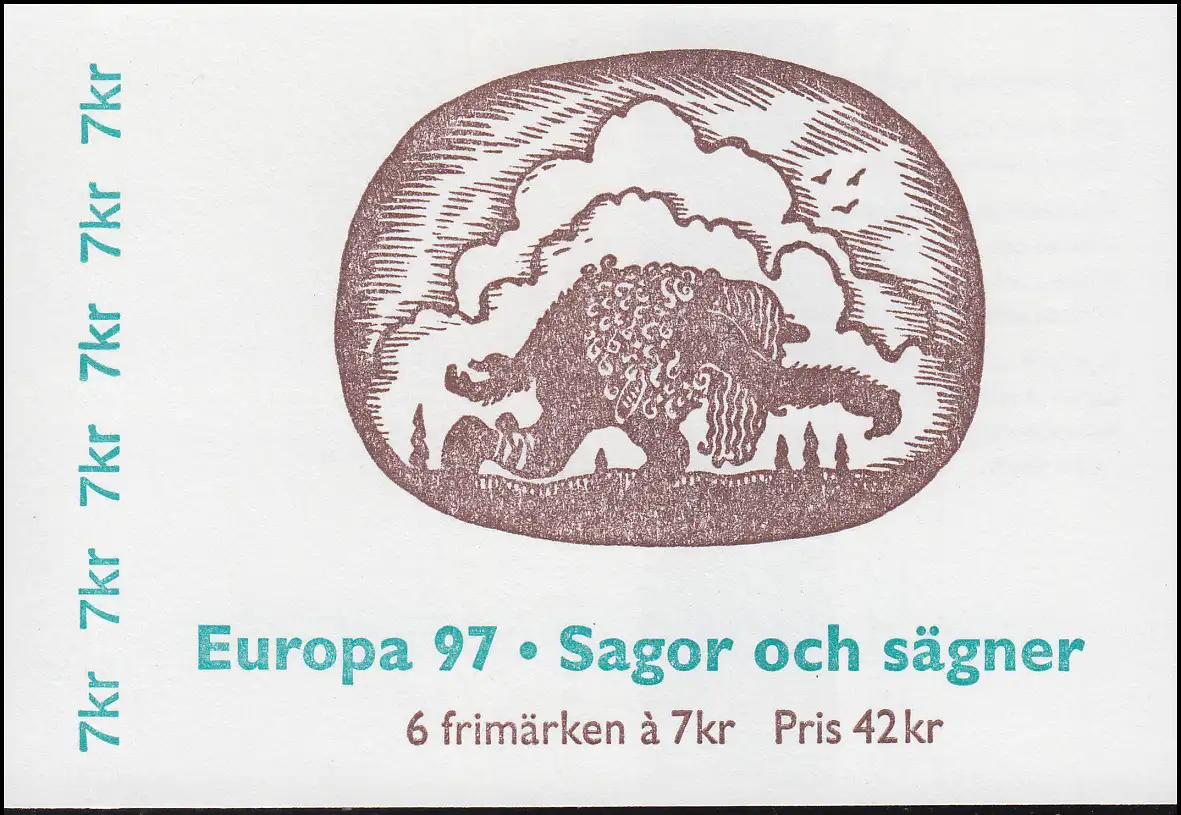 7kr 7kr 7kr 7kr 7kr 7kr
Europa 97 • Sagor och sägner
6 frimärken à 7kr Pris 42kr